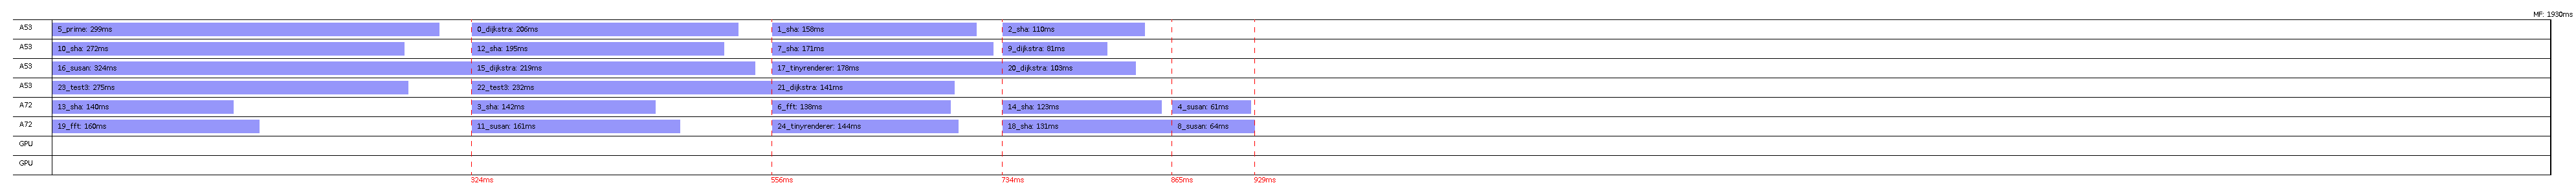 MF: 1930ms
A53 5_prime: 299ms 0_dijkstra: 206ms 1_sha: 158ms 2_sha: 110ms
A53 10_sha: 272ms 12_sha: 195ms 7_sha: 171ms 9_dijkstra: 81ms
A53 16_susan: 324ms 15_dijkstra: 219ms 17_tinyrenderer: 178ms 20_dijkstra: 103ms
A53 23_test3: 275ms 22_test3: 232ms 21_dijkstra: 141ms
A72 13_sha: 140ms 3_sha: 142ms 6_fft: 138ms 14_sha: 123ms 4_susan: 61ms
A72 19_fft: 160ms 11_susan: 161ms 24_tinyrenderer: 144ms 18_sha: 131ms 8_susan: 64ms
GPU
GPU
324ms 556ms 734ms 865ms 929ms